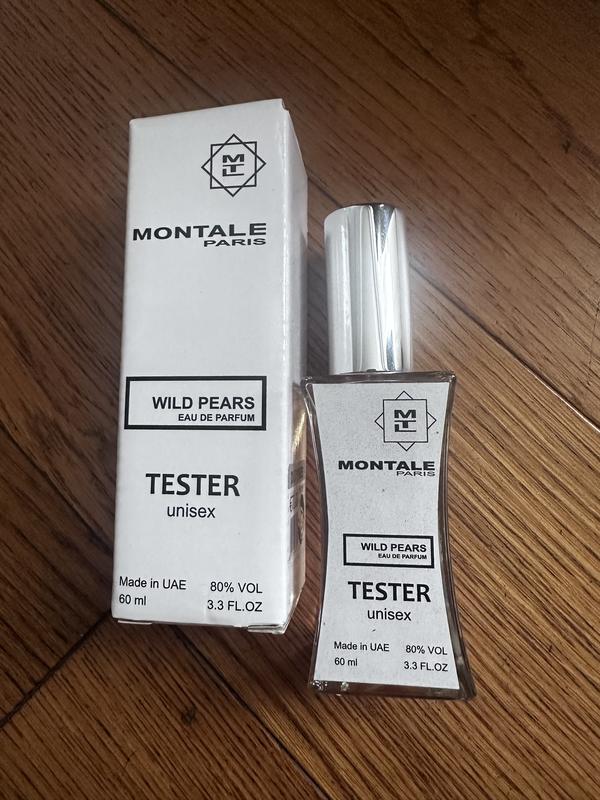 MTL
MONTALE
PARIS
WILD PEARS
EAU DE PARFUM
TESTER
unisex
Made in UAE 80% VOL
60 ml 3.3 FL.OZ
MTL
MONTALE
PARIS
WILD PEARS
EAU DE PARFUM
TESTER
unisex
Made in UAE 80% VOL
60 ml 3.3 FL.OZ